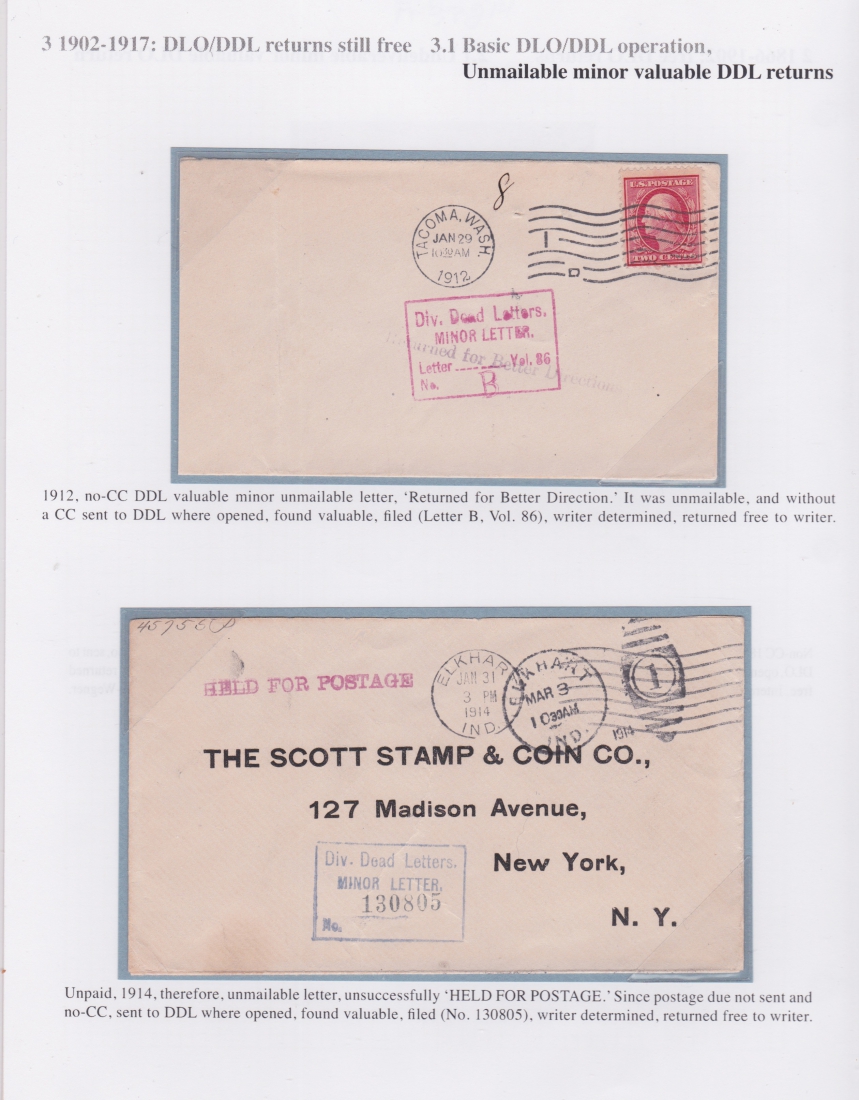 3 1902-1917: DLO/DDL returns still free 3.1 Basic DLO/DDL operation,
Unmailable minor valuable DDL returns
8
U.S. POSTAGE
TWO CENTS
TACOMA, WASH.
JAN 29
10 30 AM
1912
1
D
Div. Dead Letters.
MINOR LETTER.
Returned for Better Direction
Letter Vol. 86
No. B
1912, no-CC DDL valuable minor unmailable letter, ‘Returned for Better Direction.’ It was unmailable, and without
a CC sent to DDL where opened, found valuable, filed (Letter B, Vol. 86), writer determined, returned free to writer.
45756
HELD FOR POSTAGE
ELKHART
JAN 31
3 PM
1914
IND.
ELKHART
MAR 3
10 30AM
IND.
1914
1
THE SCOTT STAMP & COIN CO.,
127 Madison Avenue,
New York,
N. Y.
Div. Dead Letters.
MINOR LETTER,
130805
No.
Unpaid, 1914, therefore, unmailable letter, unsuccessfully ‘HELD FOR POSTAGE.’ Since postage due not sent and
no-CC, sent to DDL where opened, found valuable, filed (No. 130805), writer determined, returned free to writer.